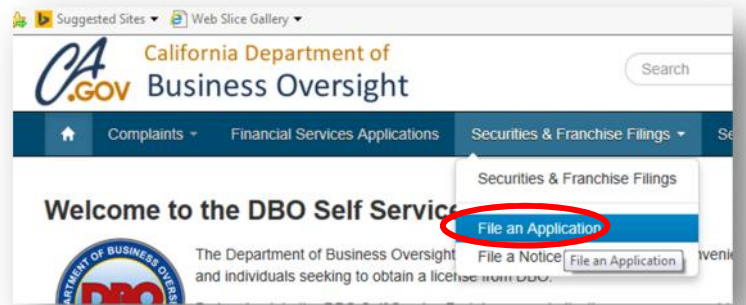 Suggested Sites Web Slice Gallery
CA.GOV
California Department of
Business Oversight
Search
Complaints Financial Services Applications Securities & Franchise Filings
Securities & Franchise Filings
File an Application
File a Notice
File an Application
Welcome to the DBO Self Service
OF BUSINESS
DBO
The Department of Business Oversight
and individuals seeking to obtain a license from DBO.